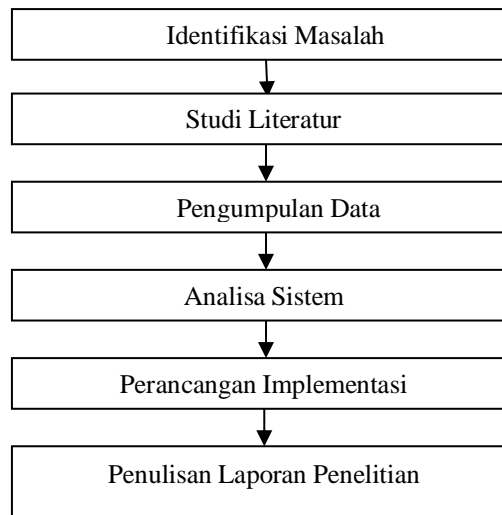 Identifikasi Masalah
Studi Literatur
Pengumpulan Data
Analisa Sistem
Perancangan Implementasi
Penulisan Laporan Penelitian